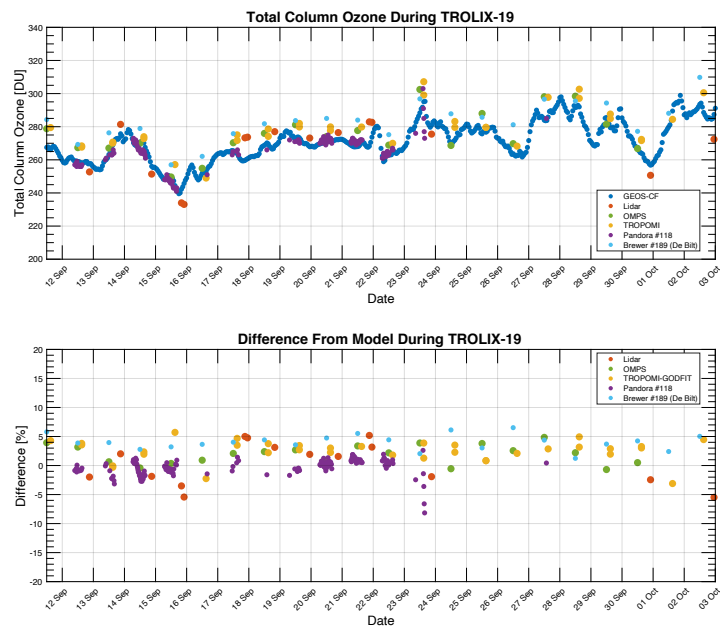 Total Column Ozone During TROLIX-19
Total Column Ozone [DU]
340
320
300
280
260
240
220
200
GEOS-CF
Lidar
OMPS
TROPOMI
Pandora #118
Brewer #189 (De Bilt)
12 Sep
13 Sep
14 Sep
15 Sep
16 Sep
17 Sep
18 Sep
19 Sep
20 Sep
21 Sep
22 Sep
23 Sep
24 Sep
25 Sep
26 Sep
27 Sep
28 Sep
29 Sep
30 Sep
01 Oct
02 Oct
03 Oct
Date
Difference From Model During TROLIX-19
Difference [%]
20
15
10
5
0
-5
-10
-15
-20
Lidar
OMPS
TROPOMI-GODFIT
Pandora #118
Brewer #189 (De Bilt)
12 Sep
13 Sep
14 Sep
15 Sep
16 Sep
17 Sep
18 Sep
19 Sep
20 Sep
21 Sep
22 Sep
23 Sep
24 Sep
25 Sep
26 Sep
27 Sep
28 Sep
29 Sep
30 Sep
01 Oct
02 Oct
03 Oct
Date